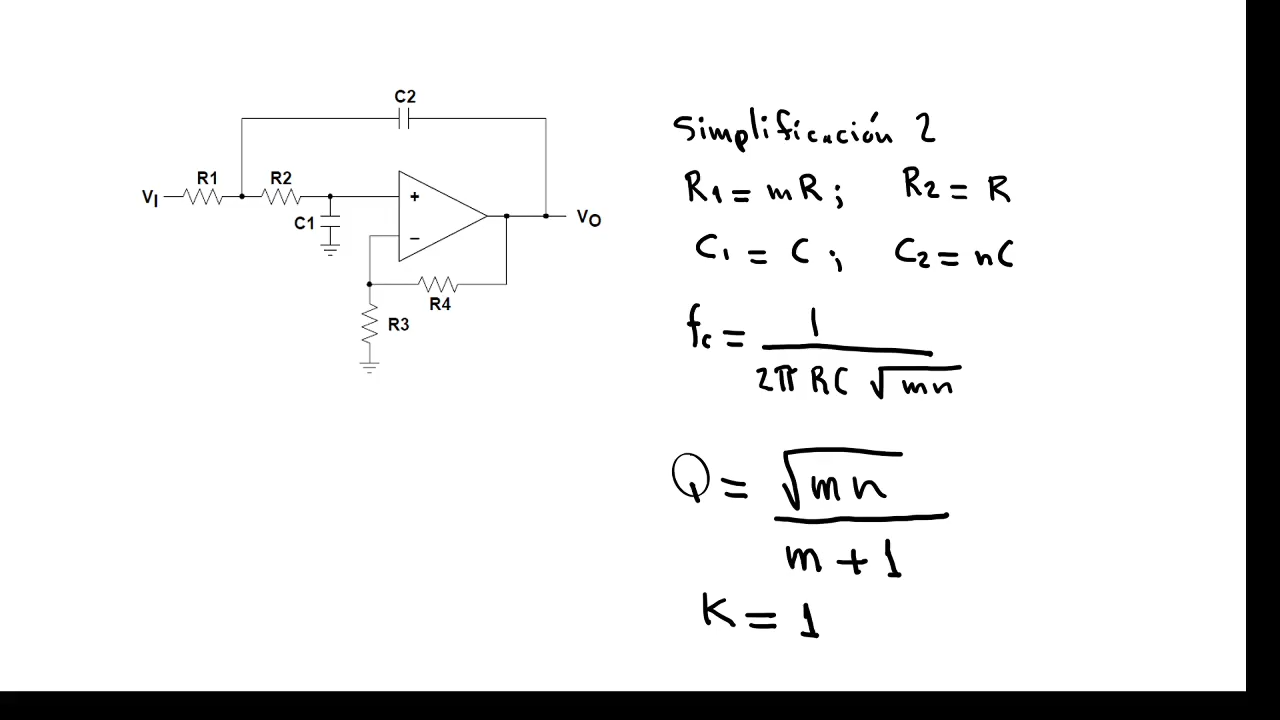 C2
R1
R2
VI
C1
+
−
VO
R4
R3
Simplificación 2
R1 = mR; R2 = R
C1 = C; C2 = nC
fc = 1 / 2π RC √mn
Q = √mn / m + 1
K = 1